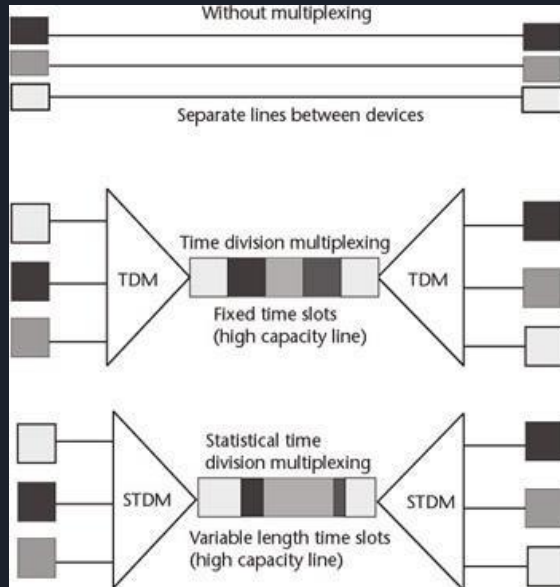 Without multiplexing
Separate lines between devices
Time division multiplexing
TDM
TDM
Fixed time slots
(high capacity line)
Statistical time
division multiplexing
STDM
STDM
Variable length time slots
(high capacity line)